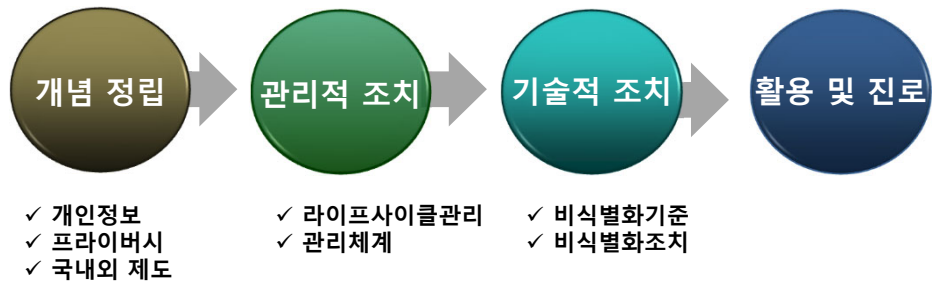 개념 정립
관리적 조치
기술적 조치
활용 및 진로
✓ 개인정보
✓ 프라이버시
✓ 국내외 제도
✓ 라이프사이클관리
✓ 관리체계
✓ 비식별화기준
✓ 비식별화조치